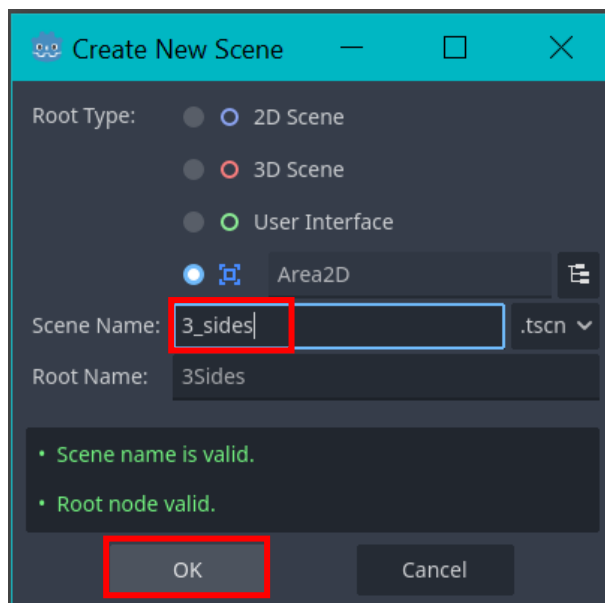 Create New Scene
Root Type:
2D Scene
3D Scene
User Interface
Area2D
Scene Name: 3_sides .tscn
Root Name: 3Sides
• Scene name is valid.
• Root node valid.
OK Cancel